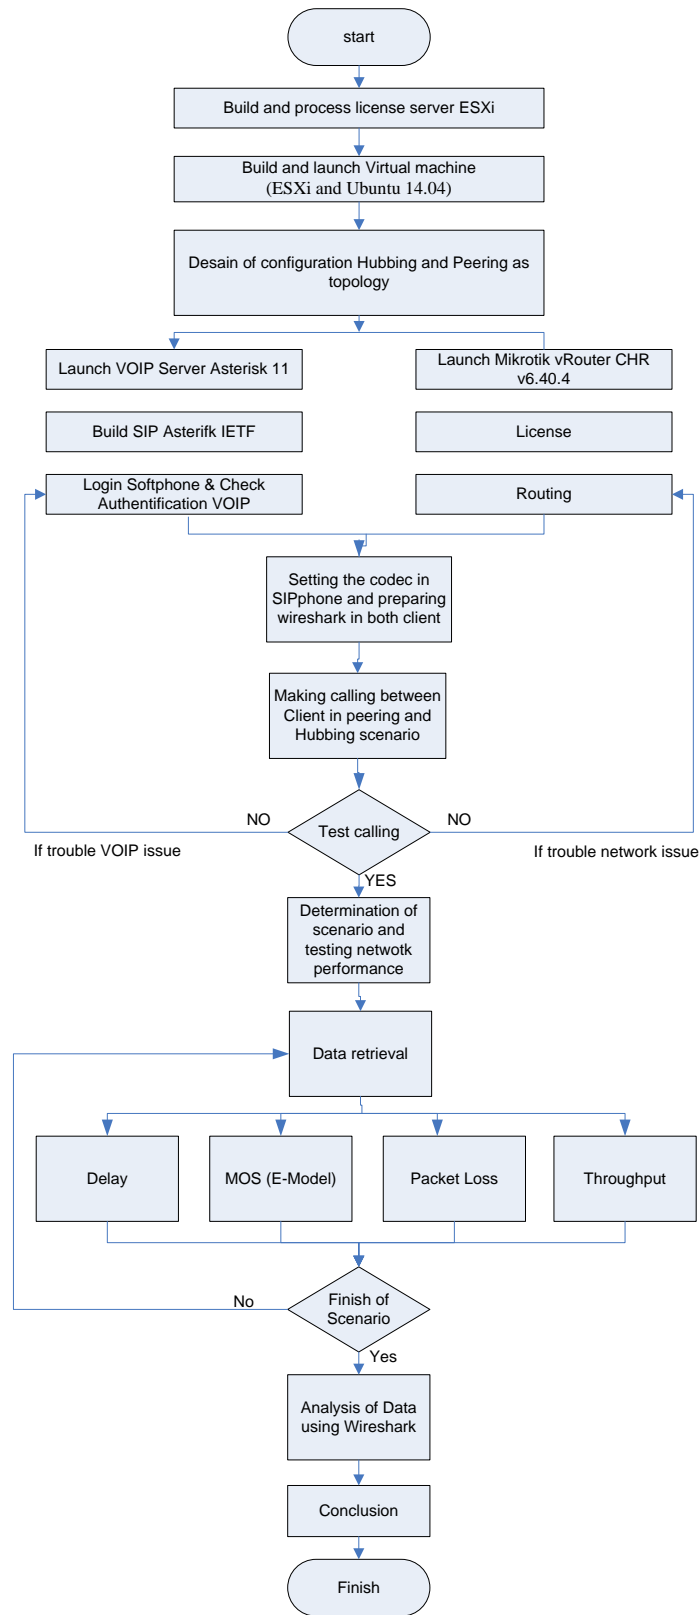 start
Build and process license server ESXi
Build and launch Virtual machine
(ESXi and Ubuntu 14.04)
Desain of configuration Hubbing and Peering as
topology
Launch VOIP Server Asterisk 11
Launch Mikrotik vRouter CHR
v6.40.4
Build SIP Asterifk IETF
License
Login Softphone & Check
Authentification VOIP
Routing
Setting the codec in
SIPphone and preparing
wireshark in both client
Making calling between
Client in peering and
Hubbing scenario
NO
Test calling
NO
If trouble VOIP issue
If trouble network issue
YES
Determination of
scenario and
testing netwotk
performance
Data retrieval
Delay
MOS (E-Model)
Packet Loss
Throughput
No
Finish of
Scenario
Yes
Analysis of Data
using Wireshark
Conclusion
Finish